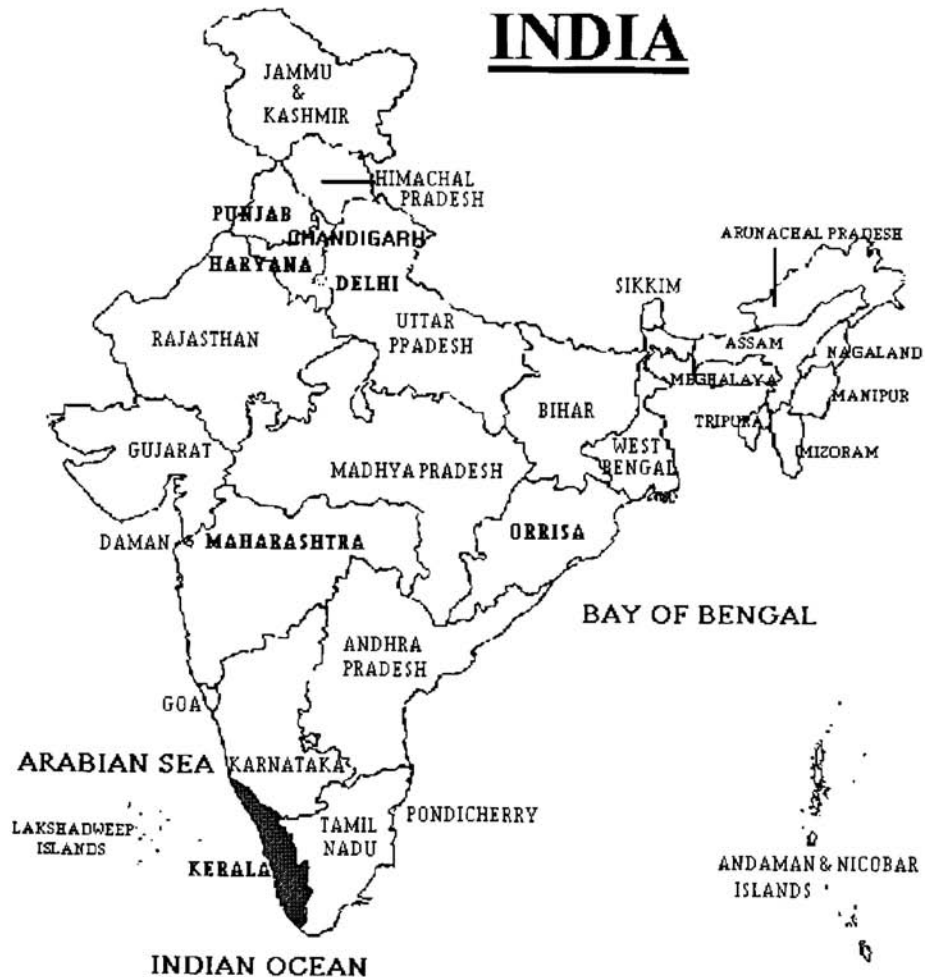 INDIA
JAMMU
&
KASHMIR
HIMACHAL
PRADESH
PUNJAB
CHANDIGARH
HARYANA
DELHI
ARUNACHAL PRADESH
SIKKIM
RAJASTHAN
UTTAR
PPADESH
ASSAM
NAGALAND
MEGHALAYA
MANIPUR
BIHAR
TRIPURA
GUJARAT
WEST
BENGAL
MIZORAM
MADHYA PRADESH
ORRISA
DAMAN
MAHARASHTRA
BAY OF BENGAL
ANDHRA
PRADESH
GOA
ARABIAN SEA
KARNATAKA
PONDICHERRY
LAKSHADWEEP
ISLANDS
TAMIL
NADU
KERALA
ANDAMAN & NICOBAR
ISLANDS
INDIAN OCEAN